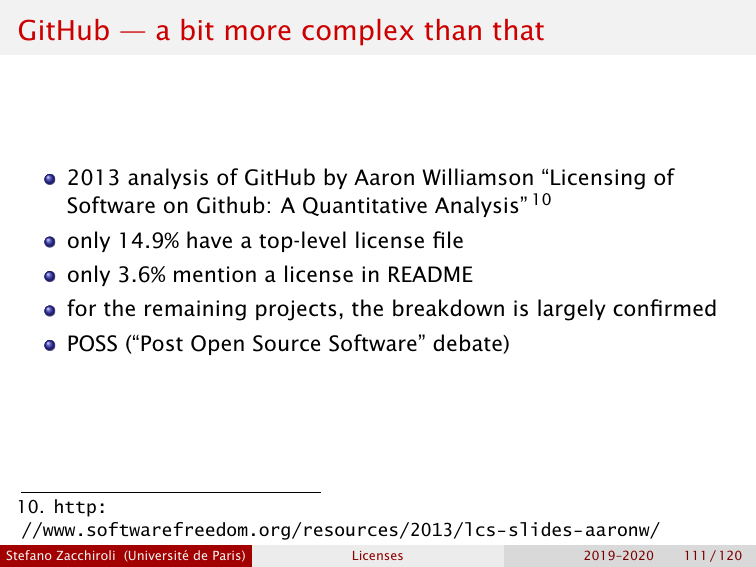 GitHub — a bit more complex than that
2013 analysis of GitHub by Aaron Williamson “Licensing of
Software on Github: A Quantitative Analysis” 10
only 14.9% have a top-level license file
only 3.6% mention a license in README
for the remaining projects, the breakdown is largely confirmed
POSS (“Post Open Source Software” debate)
10. http:
//www.softwarefreedom.org/resources/2013/lcs-slides-aaronw/
Stefano Zacchiroli (Université de Paris) Licenses 2019–2020 111 / 120